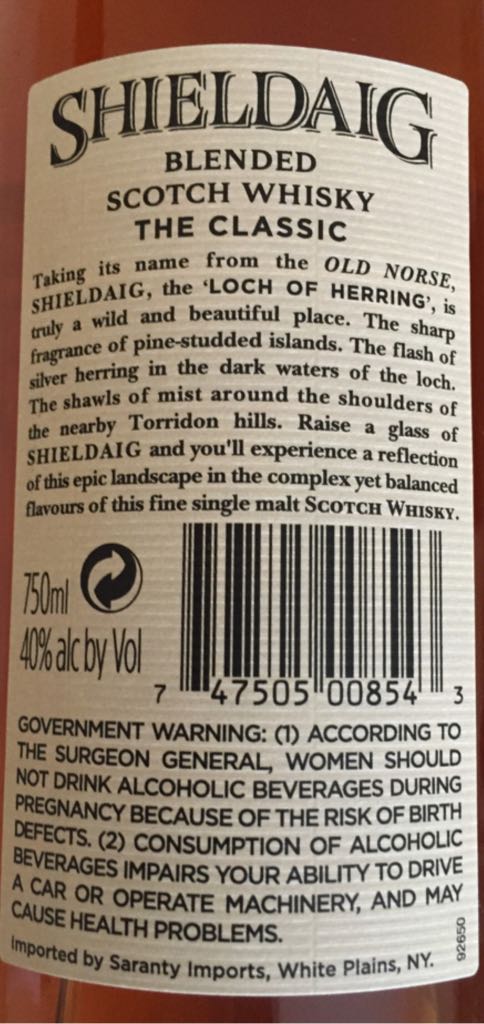 SHIELDAIG
BLENDED
SCOTCH WHISKY
THE CLASSIC
Taking its name from the OLD NORSE,
SHIELDAIG, the ‘LOCH OF HERRING’, is
truly a wild and beautiful place. The sharp
fragrance of pine-studded islands. The flash of
silver herring in the dark waters of the loch.
The shawls of mist around the shoulders of
the nearby Torridon hills. Raise a glass of
SHIELDAIG and you'll experience a reflection
of this epic landscape in the complex yet balanced
flavours of this fine single malt SCOTCH WHISKY.
750ml
40% alc by Vol
7 47505 00854 3
GOVERNMENT WARNING: (1) ACCORDING TO
THE SURGEON GENERAL, WOMEN SHOULD
NOT DRINK ALCOHOLIC BEVERAGES DURING
PREGNANCY BECAUSE OF THE RISK OF BIRTH
DEFECTS. (2) CONSUMPTION OF ALCOHOLIC
BEVERAGES IMPAIRS YOUR ABILITY TO DRIVE
A CAR OR OPERATE MACHINERY, AND MAY
CAUSE HEALTH PROBLEMS.
Imported by Saranty Imports, White Plains, NY.
92650